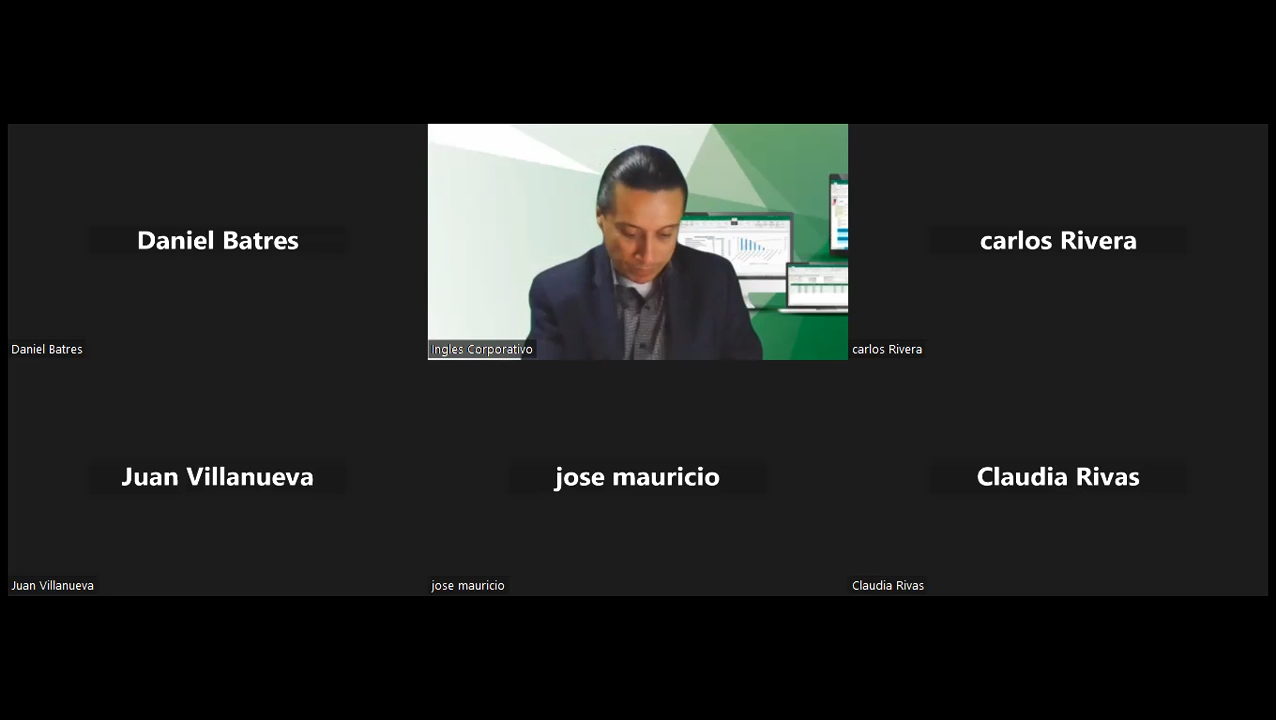 Daniel Batres
carlos Rivera
Daniel Batres
Ingles Corporativo
carlos Rivera
Juan Villanueva
jose mauricio
Claudia Rivas
Juan Villanueva
jose mauricio
Claudia Rivas